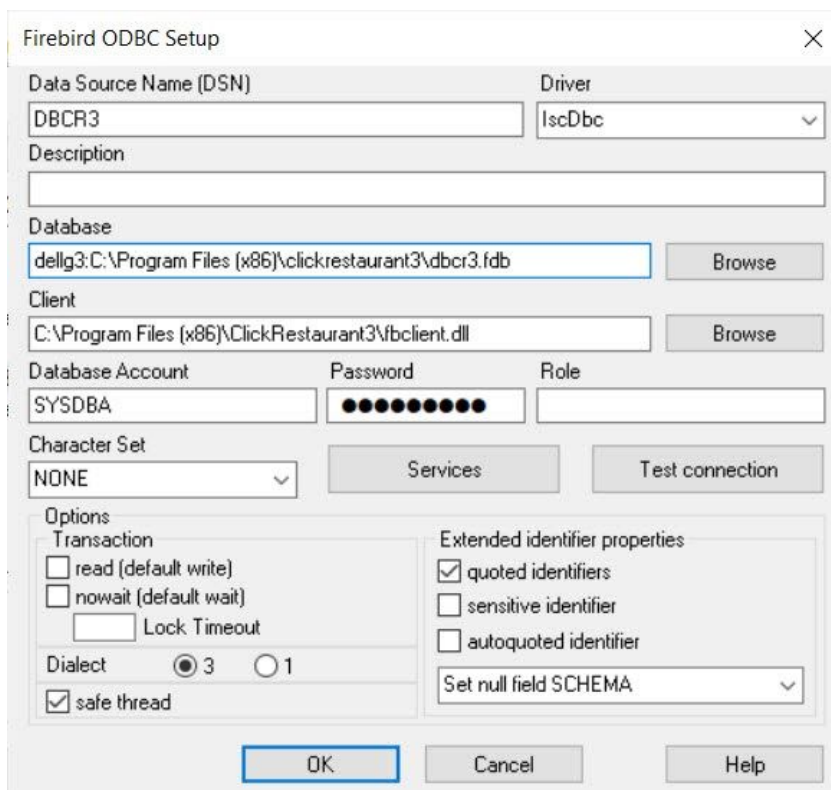 Firebird ODBC Setup
Data Source Name (DSN) Driver
DBCR3 IscDbc
Description
Database
dellg3:C:\Program Files (x86)\clickrestaurant3\dbcr3.fdb Browse
Client
C:\Program Files (x86)\ClickRestaurant3\fbclient.dll Browse
Database Account Password Role
SYSDBA ●●●●●●●●●
Character Set
NONE Services Test connection
Options
Transaction Extended identifier properties
read (default write) quoted identifiers
nowait (default wait) sensitive identifier
Lock Timeout autoquoted identifier
Dialect 3 1 Set null field SCHEMA
safe thread
OK Cancel Help